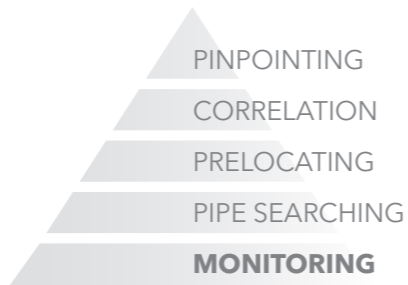 PINPOINTING
CORRELATION
PRELOCATING
PIPE SEARCHING
MONITORING